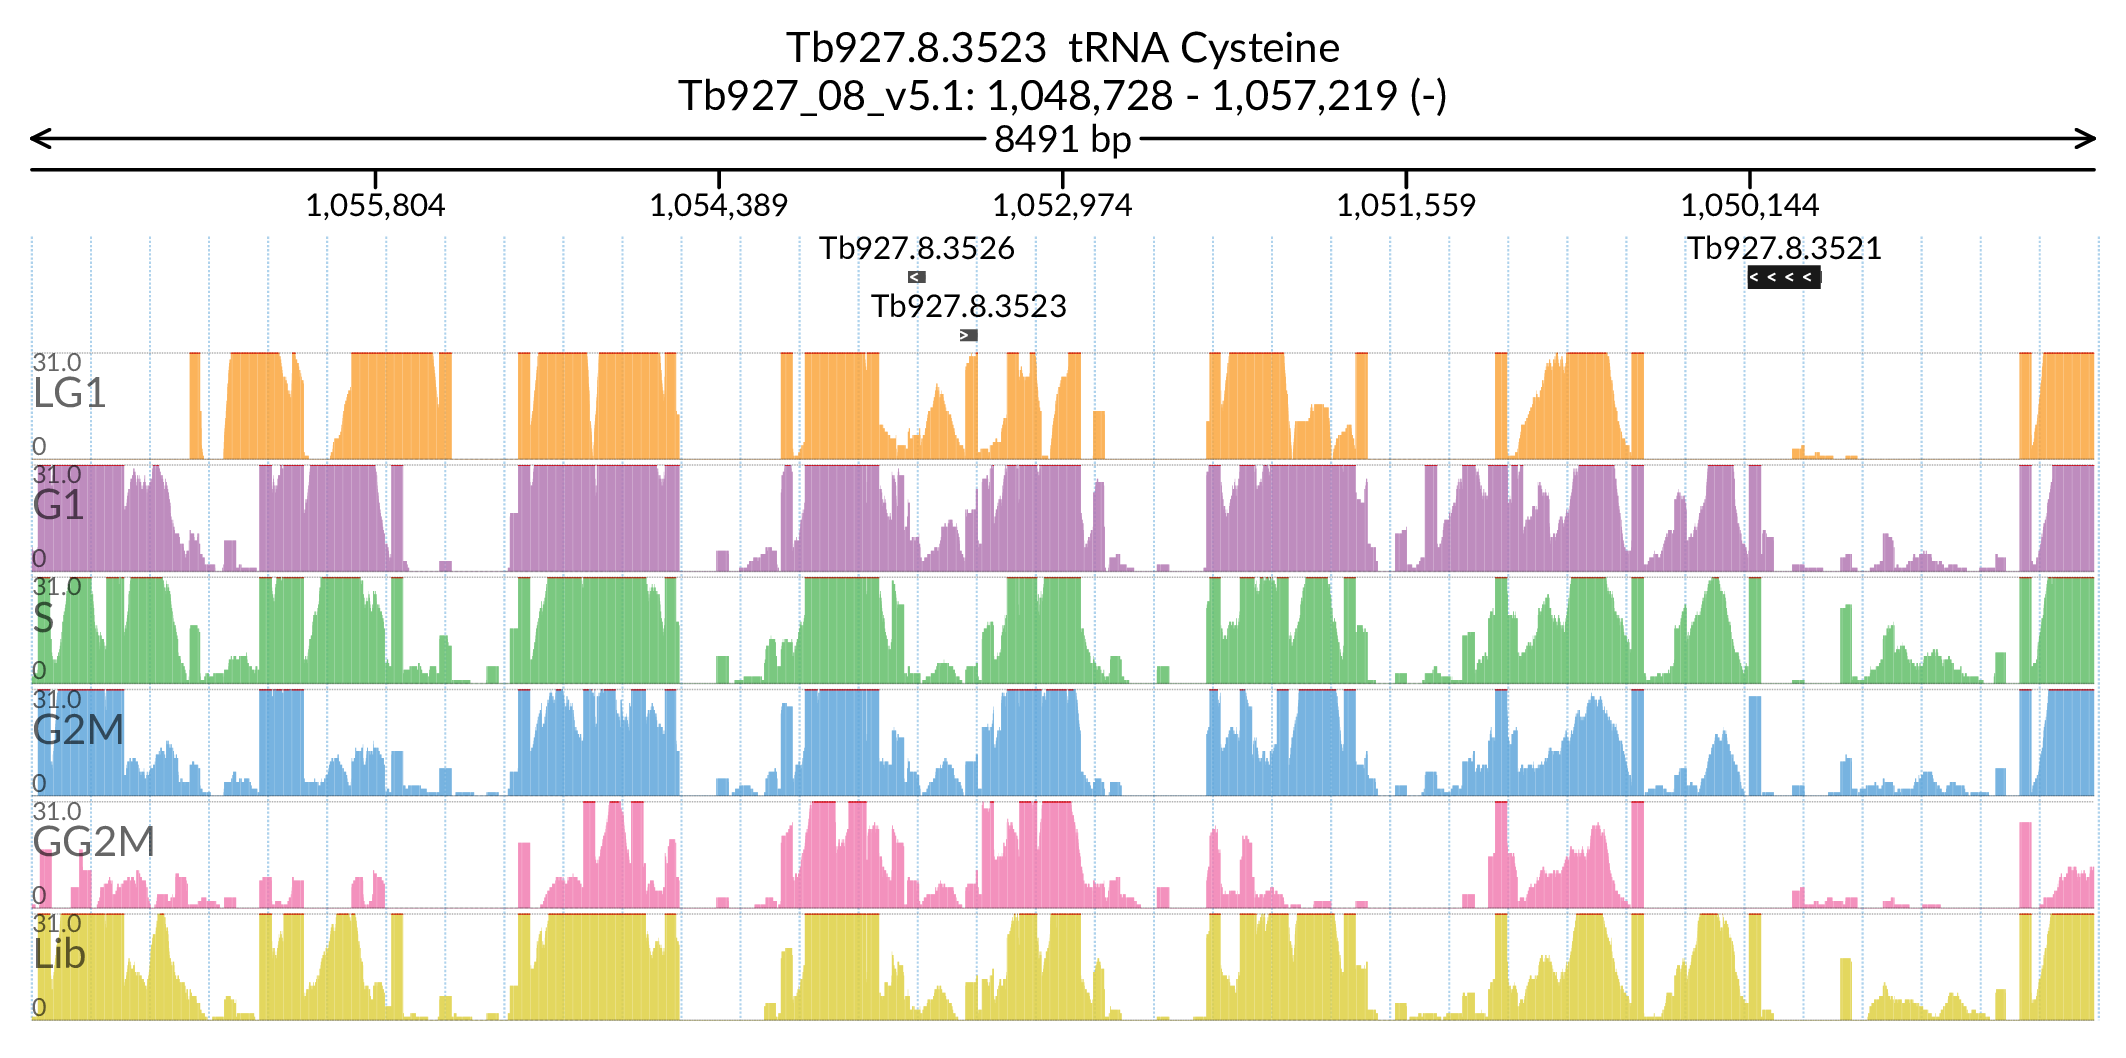 Tb927.8.3523  tRNA Cysteine
Tb927_08_v5.1: 1,048,728 - 1,057,219 (-)
8491 bp
1,055,804 1,054,389 1,052,974 1,051,559 1,050,144
Tb927.8.3526 Tb927.8.3521
Tb927.8.3523
31.0
LG1
0
31.0
G1
0
31.0
S
0
31.0
G2M
0
31.0
GG2M
0
31.0
Lib
0